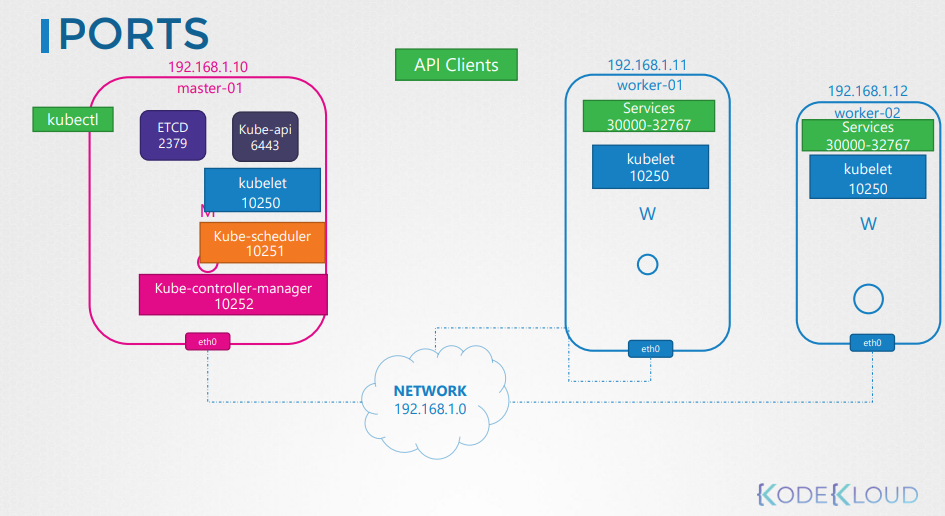 PORTS
192.168.1.10
master-01
kubectl
ETCD
2379
Kube-api
6443
kubelet
10250
M
Kube-scheduler
10251
Kube-controller-manager
10252
eth0
API Clients
192.168.1.11
worker-01
Services
30000-32767
kubelet
10250
W
eth0
192.168.1.12
worker-02
Services
30000-32767
kubelet
10250
W
eth0
NETWORK
192.168.1.0
KODEKLOUD